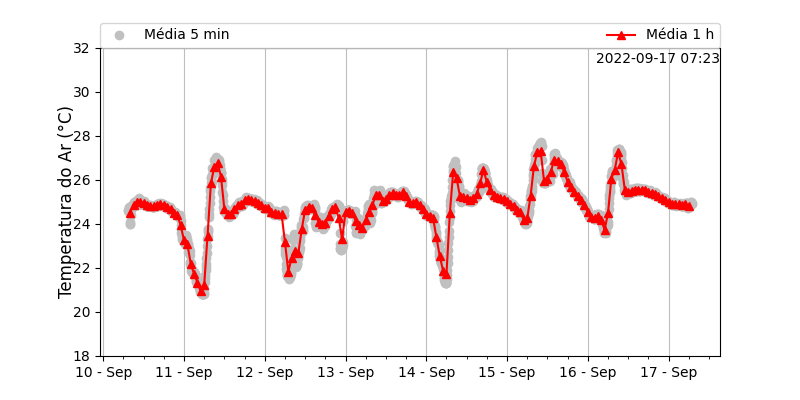 Média 5 min
Média 1 h
2022-09-17 07:23
Temperatura do Ar (°C)
32
30
28
26
24
22
20
18
10 - Sep
11 - Sep
12 - Sep
13 - Sep
14 - Sep
15 - Sep
16 - Sep
17 - Sep